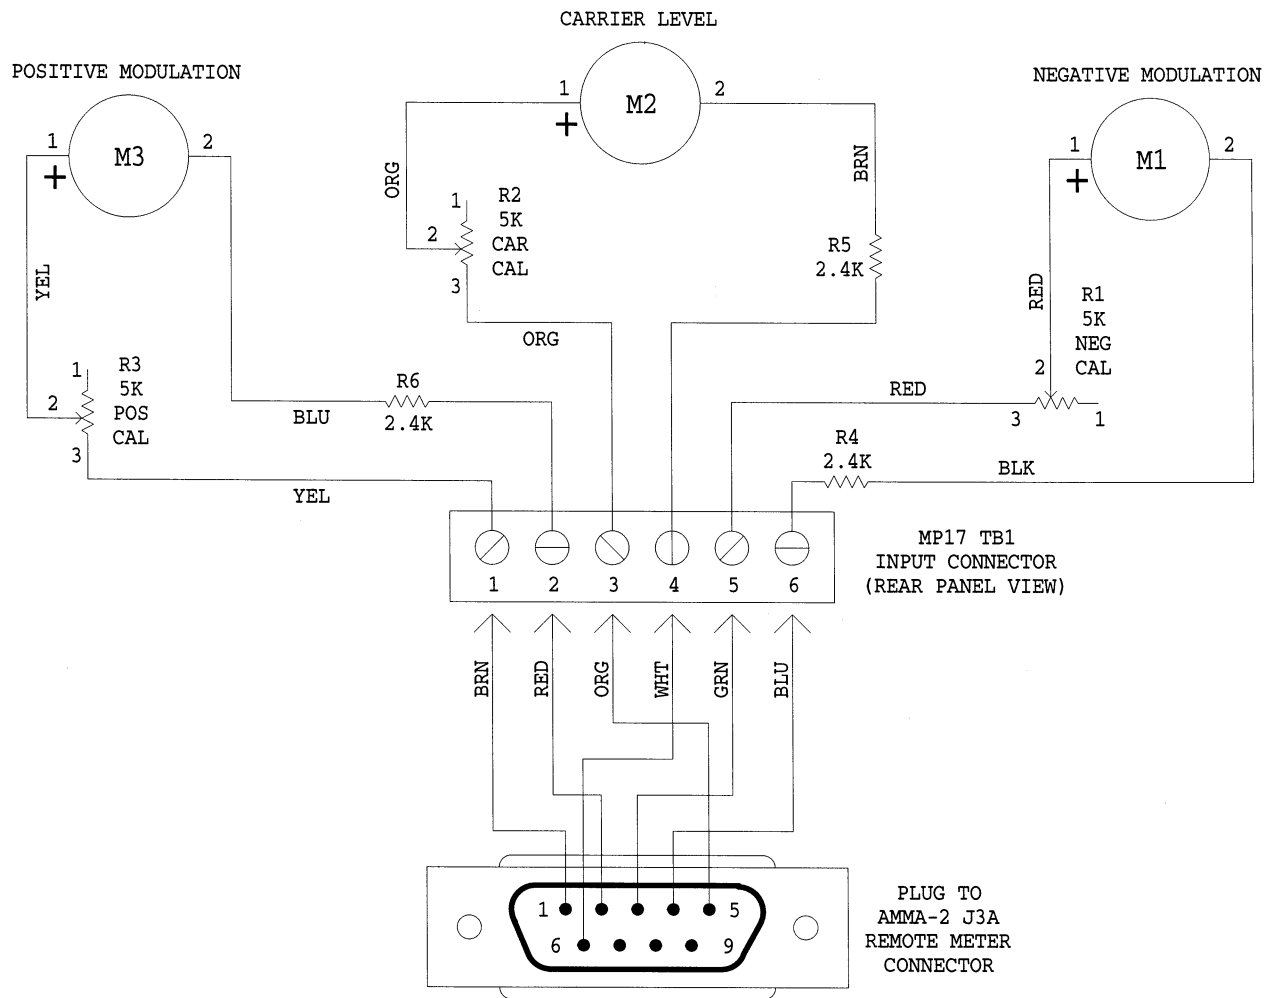 CARRIER LEVEL
POSITIVE MODULATION
NEGATIVE MODULATION
1 + M3 2
1 + M2 2
1 + M1 2
YEL
ORG
1
2
3
R2
5K
CAR
CAL
BRN
R5
2.4K
RED
R1
5K
NEG
CAL
2
3
1
1
2
3
R3
5K
POS
CAL
ORG
R6
2.4K
BLU
YEL
RED
R4
2.4K
BLK
1 2 3 4 5 6
MP17 TB1
INPUT CONNECTOR
(REAR PANEL VIEW)
BRN
RED
ORG
WHT
GRN
BLU
1 5
6 9
PLUG TO
AMMA-2 J3A
REMOTE METER
CONNECTOR